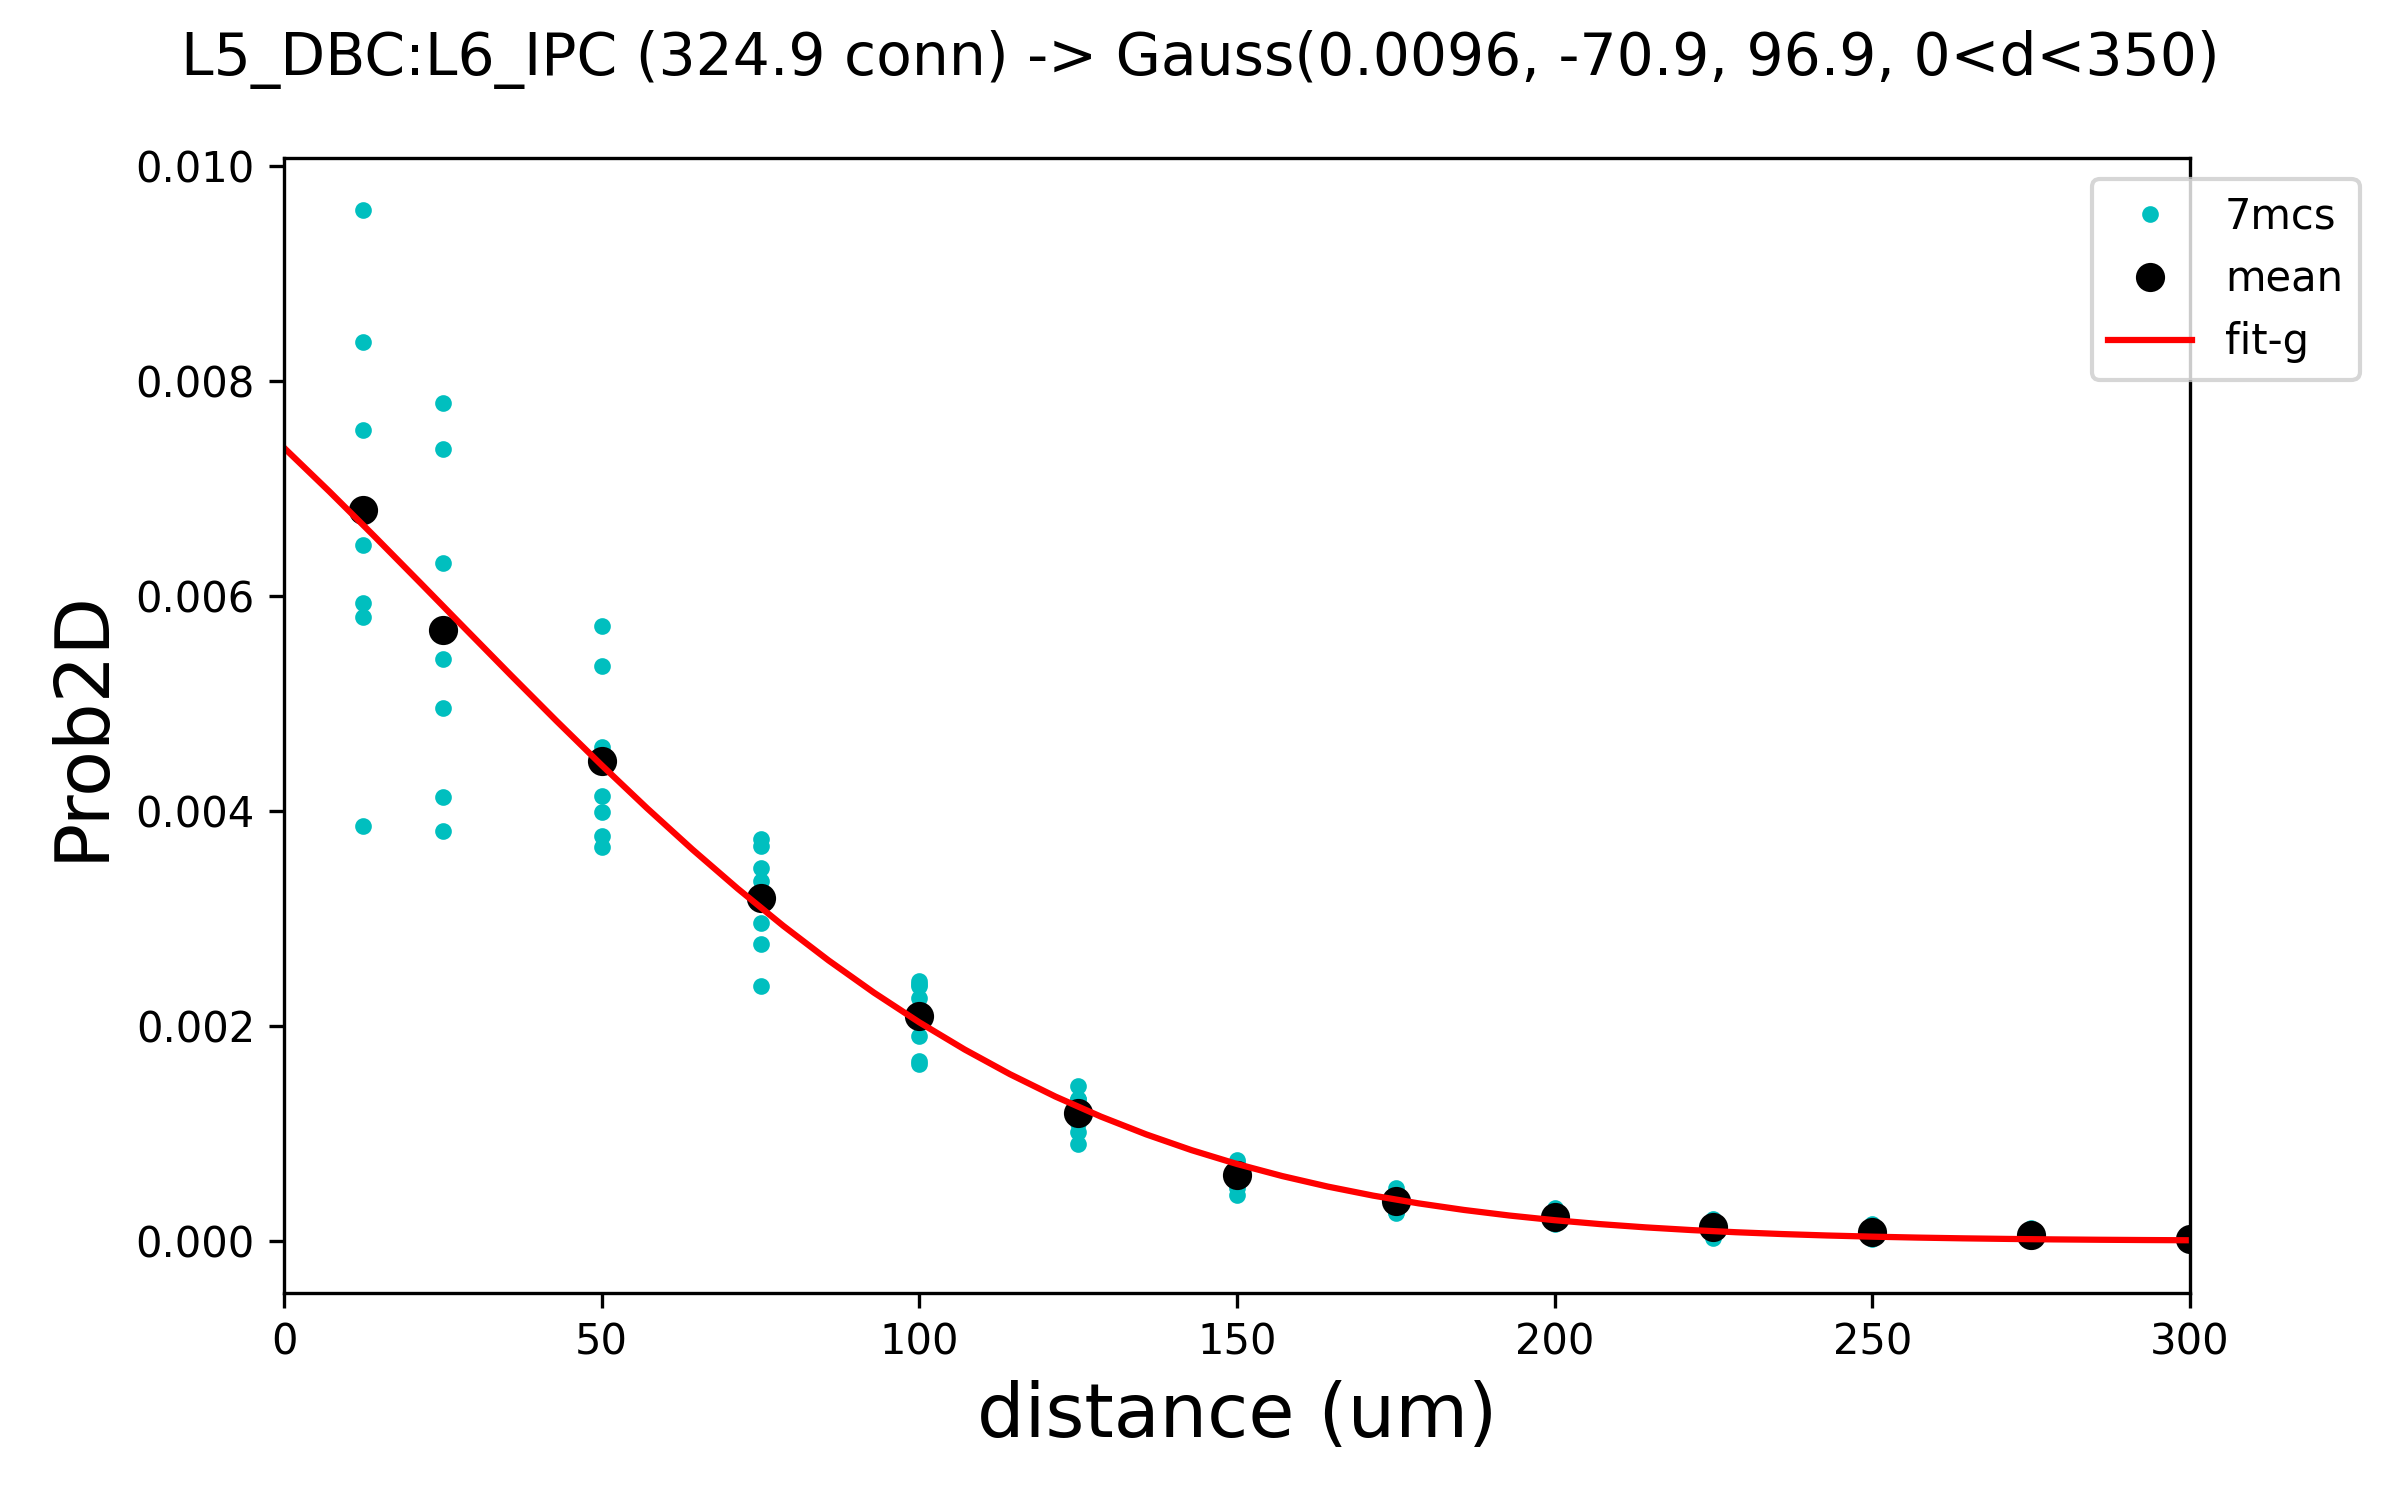 L5_DBC:L6_IPC (324.9 conn) -> Gauss(0.0096, -70.9, 96.9, 0<d<350)
0.010
0.008
0.006
0.004
0.002
0.000
Prob2D
7mcs
mean
fit-g
0 50 100 150 200 250 300
distance (um)